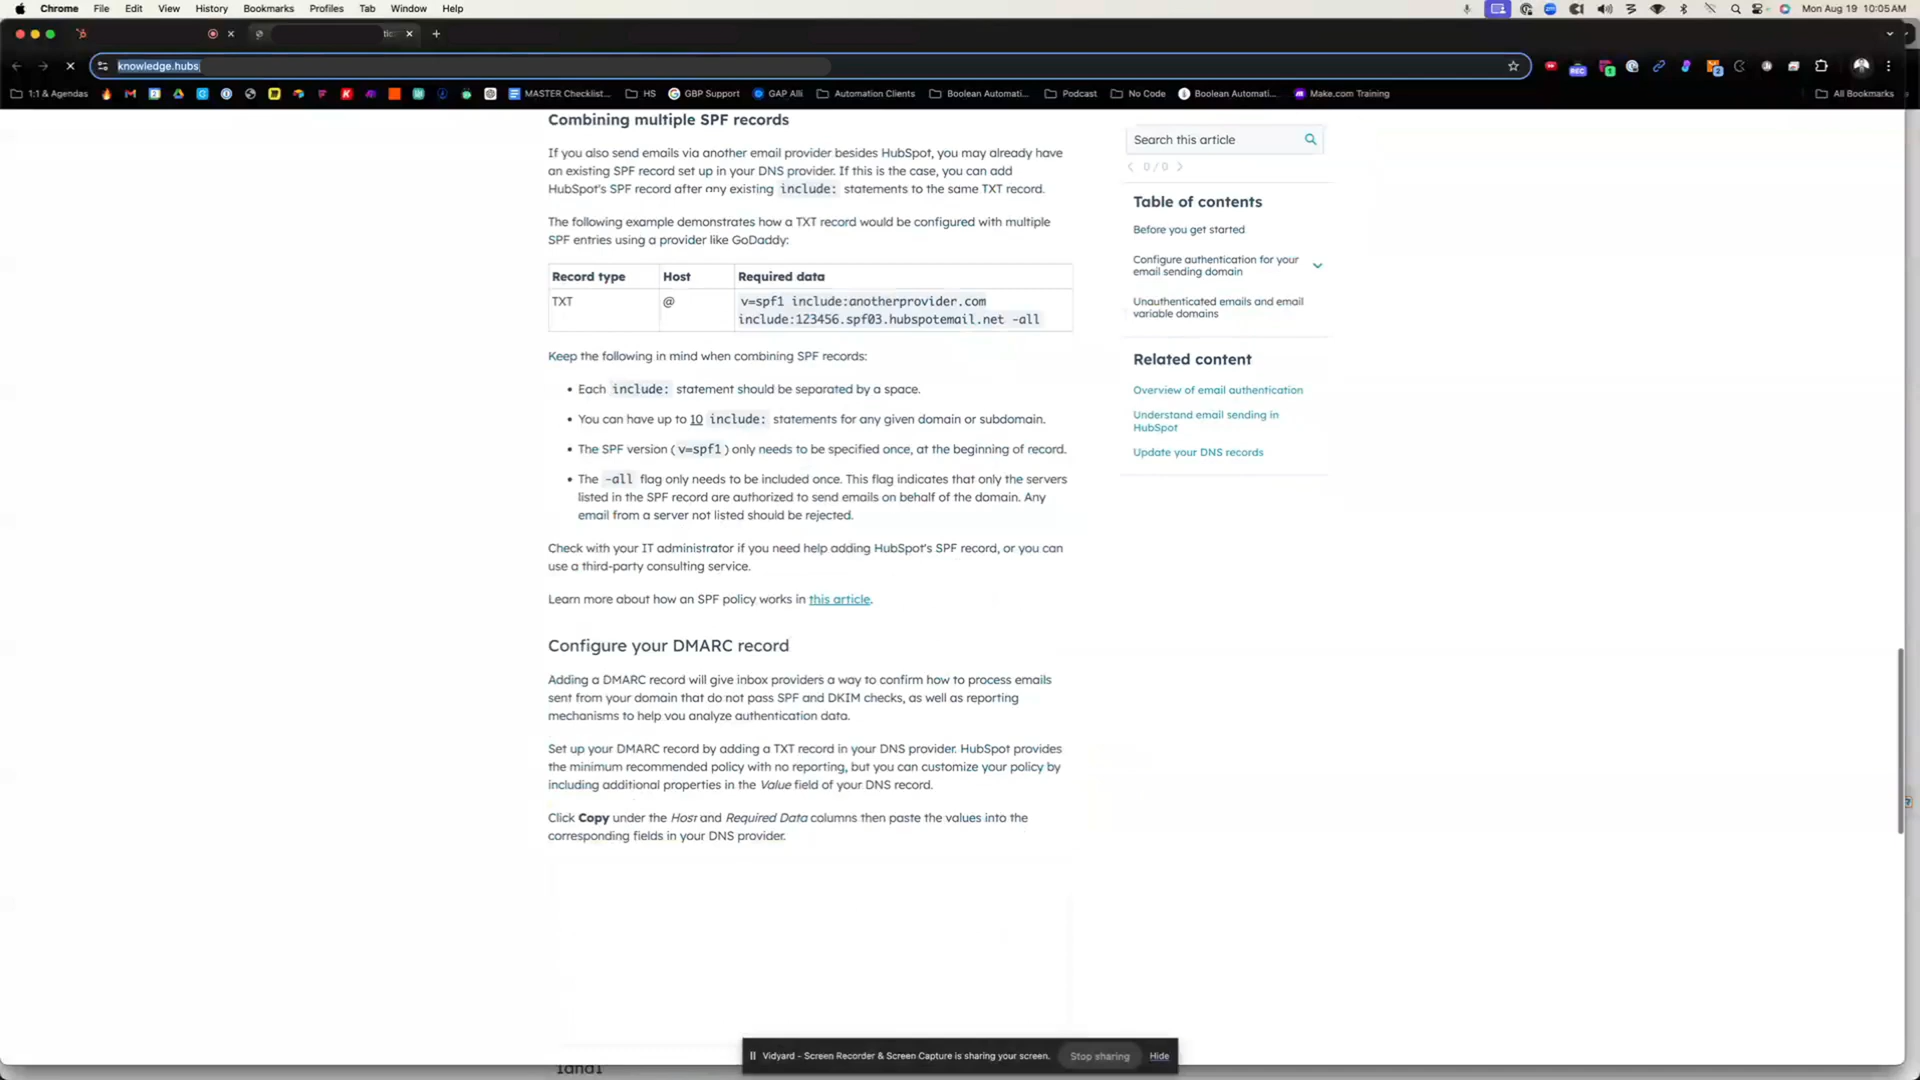 Chrome File Edit View History Bookmarks Profiles Tab Window Help
Mon Aug 19 10:05 AM
knowledge.hubs
1:1 & Agendas
MASTER Checklist...
HS
GBP Support
GAP Alli
Automation Clients
Boolean Automati...
Podcast
No Code
Boolean Automati...
Make.com Training
All Bookmarks
Combining multiple SPF records
If you also send emails via another email provider besides HubSpot, you may already have
an existing SPF record set up in your DNS provider. If this is the case, you can add
HubSpot's SPF record after any existing include: statements to the same TXT record.
The following example demonstrates how a TXT record would be configured with multiple
SPF entries using a provider like GoDaddy:
Record type Host Required data
TXT @ v=spf1 include:anotherprovider.com
include:123456.spf03.hubspotemail.net -all
Keep the following in mind when combining SPF records:
• Each include: statement should be separated by a space.
• You can have up to 10 include: statements for any given domain or subdomain.
• The SPF version (v=spf1) only needs to be specified once, at the beginning of record.
• The -all flag only needs to be included once. This flag indicates that only the servers
listed in the SPF record are authorized to send emails on behalf of the domain. Any
email from a server not listed should be rejected.
Check with your IT administrator if you need help adding HubSpot's SPF record, or you can
use a third-party consulting service.
Learn more about how an SPF policy works in this article.
Configure your DMARC record
Adding a DMARC record will give inbox providers a way to confirm how to process emails
sent from your domain that do not pass SPF and DKIM checks, as well as reporting
mechanisms to help you analyze authentication data.
Set up your DMARC record by adding a TXT record in your DNS provider. HubSpot provides
the minimum recommended policy with no reporting, but you can customize your policy by
including additional properties in the Value field of your DNS record.
Click Copy under the Host and Required Data columns then paste the values into the
corresponding fields in your DNS provider.
Search this article
0 / 0
Table of contents
Before you get started
Configure authentication for your
email sending domain
Unauthenticated emails and email
variable domains
Related content
Overview of email authentication
Understand email sending in
HubSpot
Update your DNS records
Vidyard - Screen Recorder & Screen Capture is sharing your screen.
Stop sharing
Hide